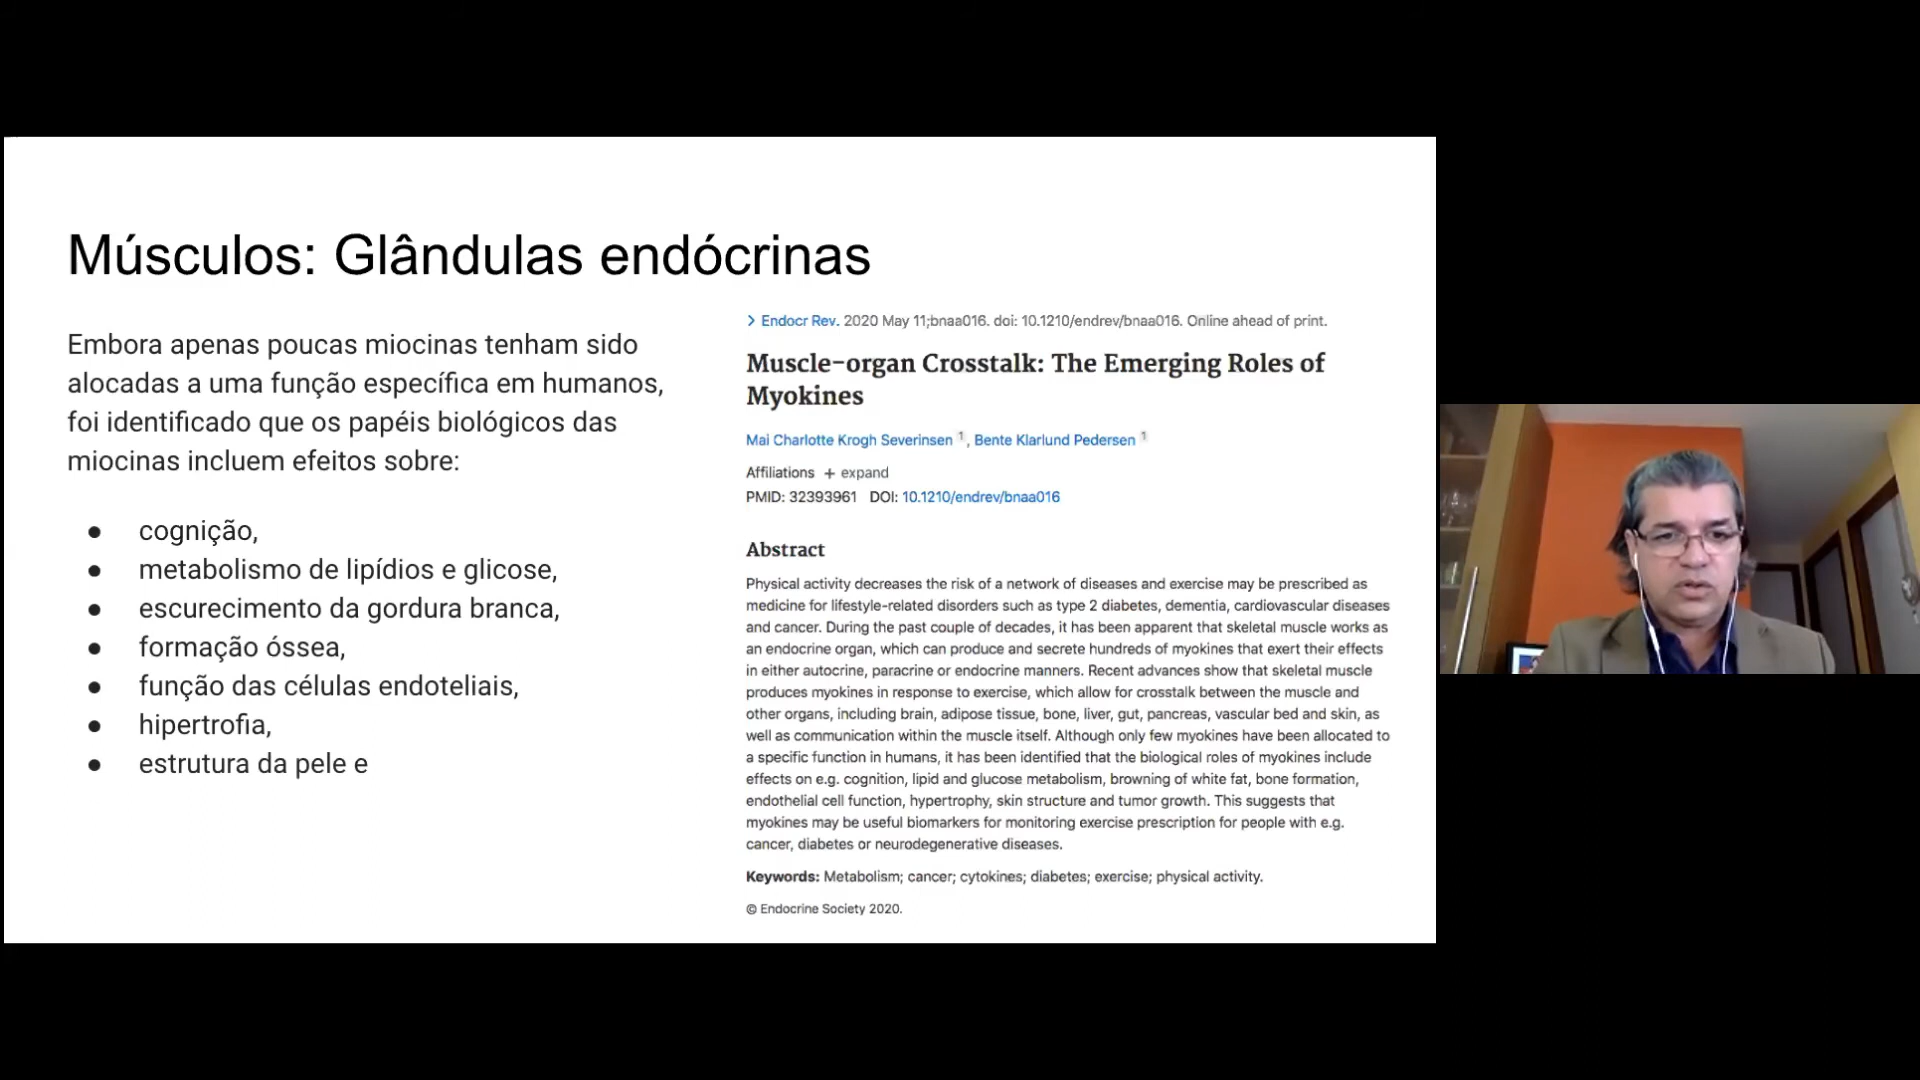 Músculos: Glândulas endócrinas
Embora apenas poucas miocinas tenham sido
alocadas a uma função específica em humanos,
foi identificado que os papéis biológicos das
miocinas incluem efeitos sobre:
● cognição,
● metabolismo de lipídios e glicose,
● escurecimento da gordura branca,
● formação óssea,
● função das células endoteliais,
● hipertrofia,
● estrutura da pele e
> Endocr Rev. 2020 May 11;bnaa016. doi: 10.1210/endrev/bnaa016. Online ahead of print.
Muscle-organ Crosstalk: The Emerging Roles of
Myokines
Mai Charlotte Krogh Severinsen 1, Bente Klarlund Pedersen 1
Affiliations + expand
PMID: 32393961 DOI: 10.1210/endrev/bnaa016
Abstract
Physical activity decreases the risk of a network of diseases and exercise may be prescribed as
medicine for lifestyle-related disorders such as type 2 diabetes, dementia, cardiovascular diseases
and cancer. During the past couple of decades, it has been apparent that skeletal muscle works as
an endocrine organ, which can produce and secrete hundreds of myokines that exert their effects
in either autocrine, paracrine or endocrine manners. Recent advances show that skeletal muscle
produces myokines in response to exercise, which allow for crosstalk between the muscle and
other organs, including brain, adipose tissue, bone, liver, gut, pancreas, vascular bed and skin, as
well as communication within the muscle itself. Although only few myokines have been allocated to
a specific function in humans, it has been identified that the biological roles of myokines include
effects on e.g. cognition, lipid and glucose metabolism, browning of white fat, bone formation,
endothelial cell function, hypertrophy, skin structure and tumor growth. This suggests that
myokines may be useful biomarkers for monitoring exercise prescription for people with e.g.
cancer, diabetes or neurodegenerative diseases.
Keywords: Metabolism; cancer; cytokines; diabetes; exercise; physical activity.
© Endocrine Society 2020.